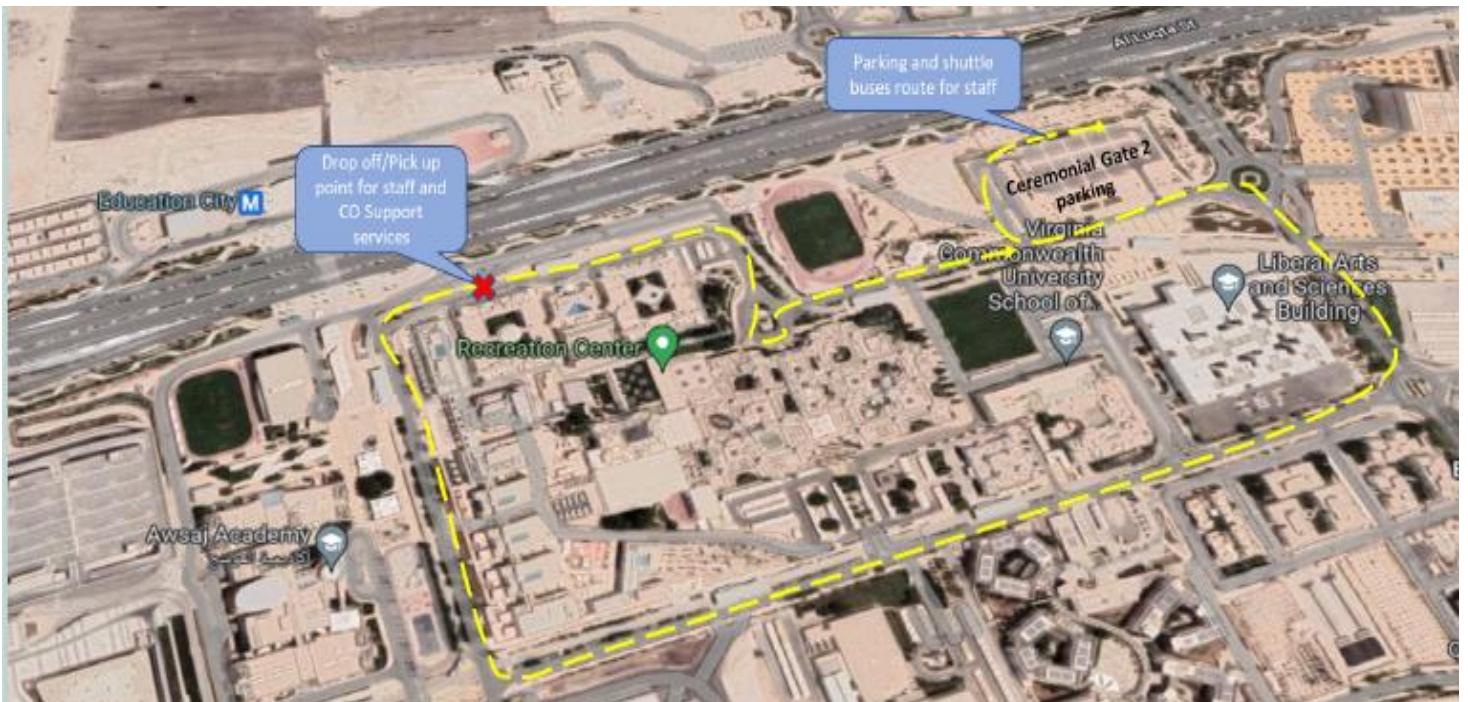 Al Luqta St
Parking and shuttle
buses route for staff
Drop off/Pick up
point for staff and
CO Support
services
Education City M
Ceremonial Gate 2
parking
Virginia
Commonwealth
University
School of..
Liberal Arts
and Sciences
Building
Recreation Center
Awsaj Academy